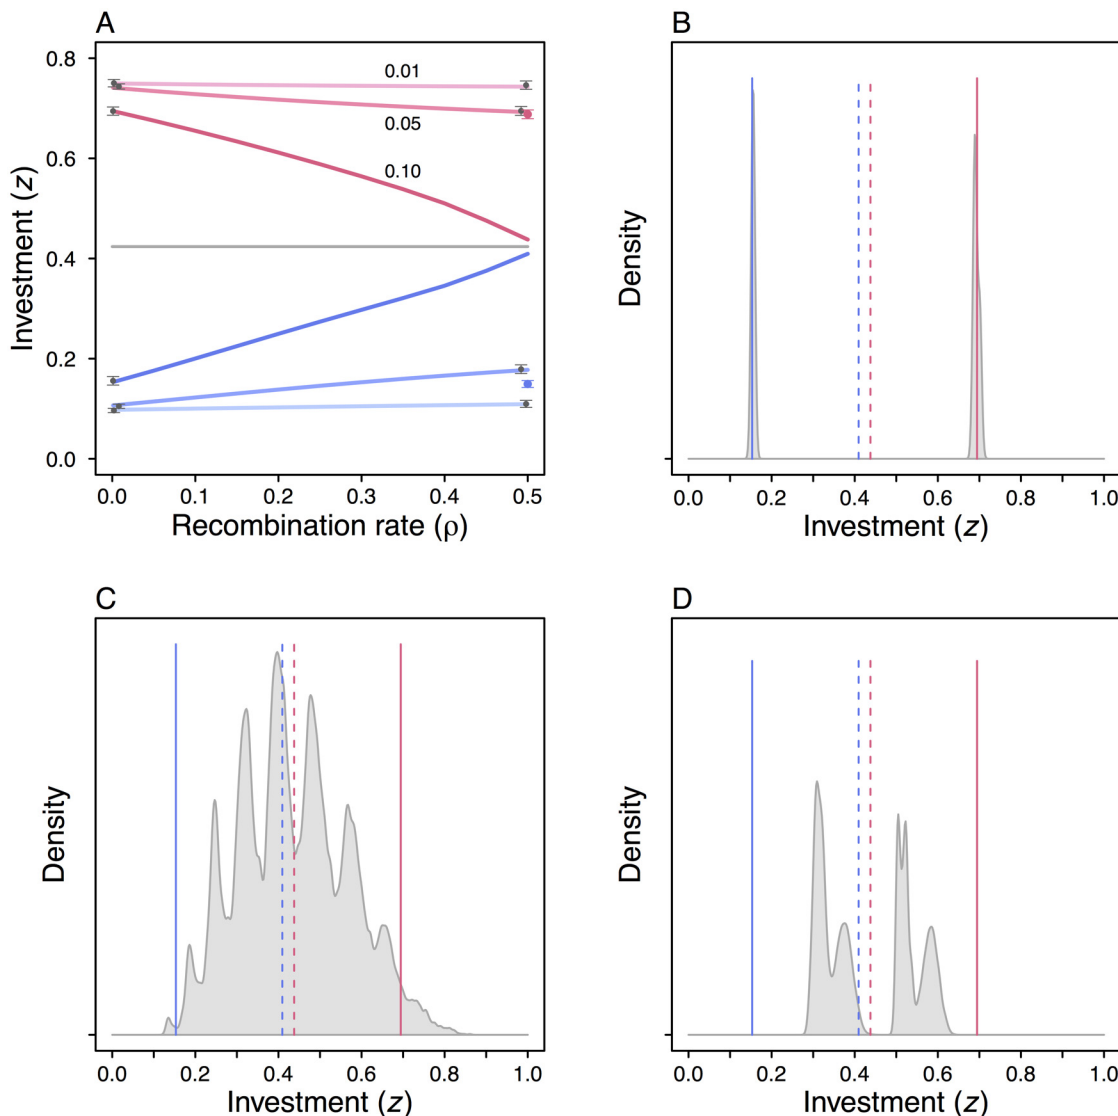 A
0.8
0.6
0.4
0.2
0.0
Investment (z)
0.01
0.05
0.10
0.0 0.1 0.2 0.3 0.4 0.5
Recombination rate (ρ)
B
Density
0.0 0.2 0.4 0.6 0.8 1.0
Investment (z)
C
Density
0.0 0.2 0.4 0.6 0.8 1.0
Investment (z)
D
Density
0.0 0.2 0.4 0.6 0.8 1.0
Investment (z)